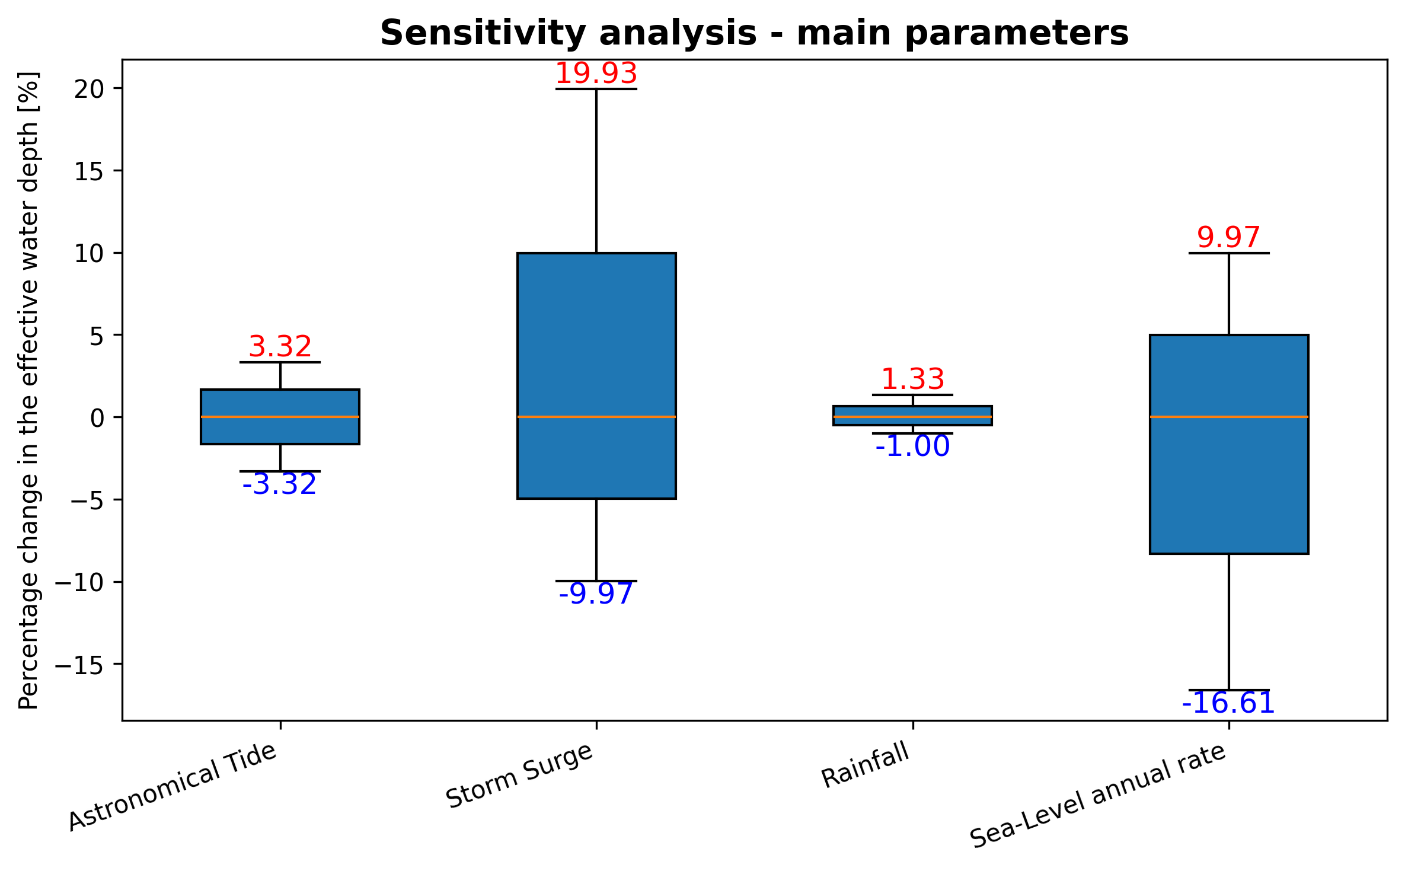 Sensitivity analysis - main parameters
Percentage change in the effective water depth [%]
20
15
10
5
0
−5
−10
−15
19.93
9.97
3.32
1.33
-3.32
-1.00
-9.97
-16.61
Astronomical Tide
Storm Surge
Rainfall
Sea-Level annual rate